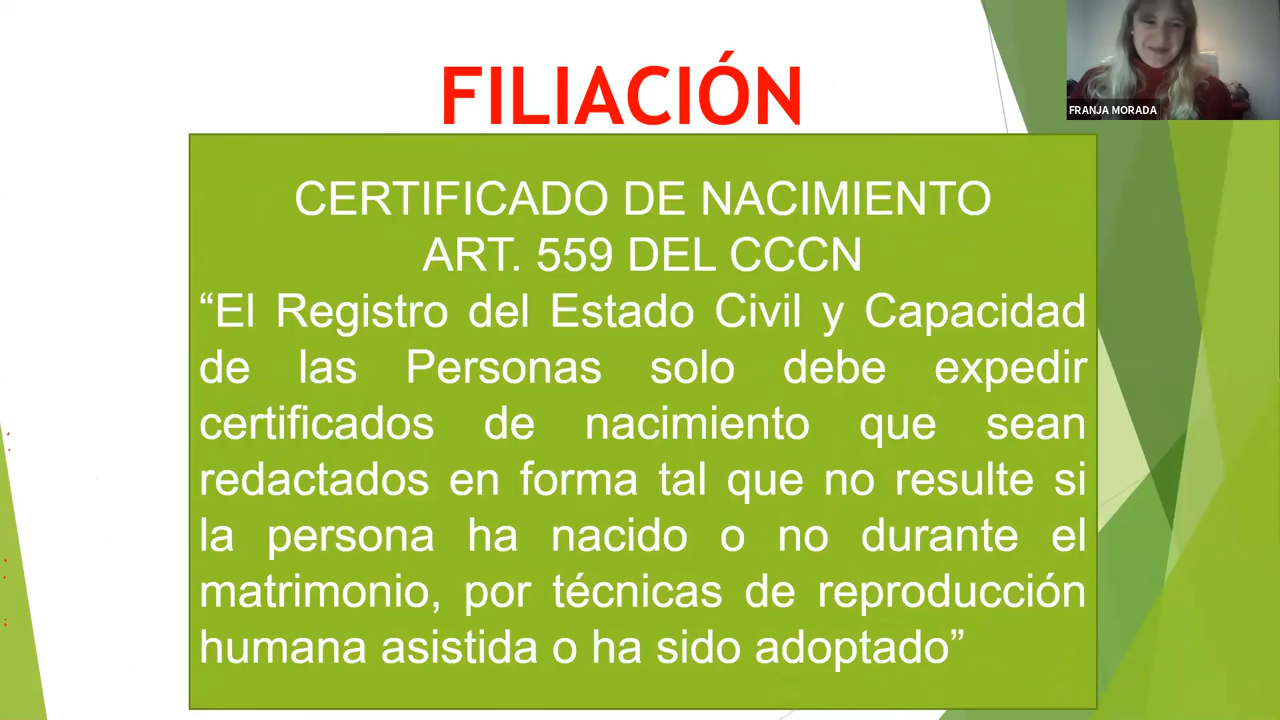 FILIACIÓN
FRANJA MORADA
CERTIFICADO DE NACIMIENTO
ART. 559 DEL CCCN
“El Registro del Estado Civil y Capacidad
de las Personas solo debe expedir
certificados de nacimiento que sean
redactados en forma tal que no resulte si
la persona ha nacido o no durante el
matrimonio, por técnicas de reproducción
humana asistida o ha sido adoptado”